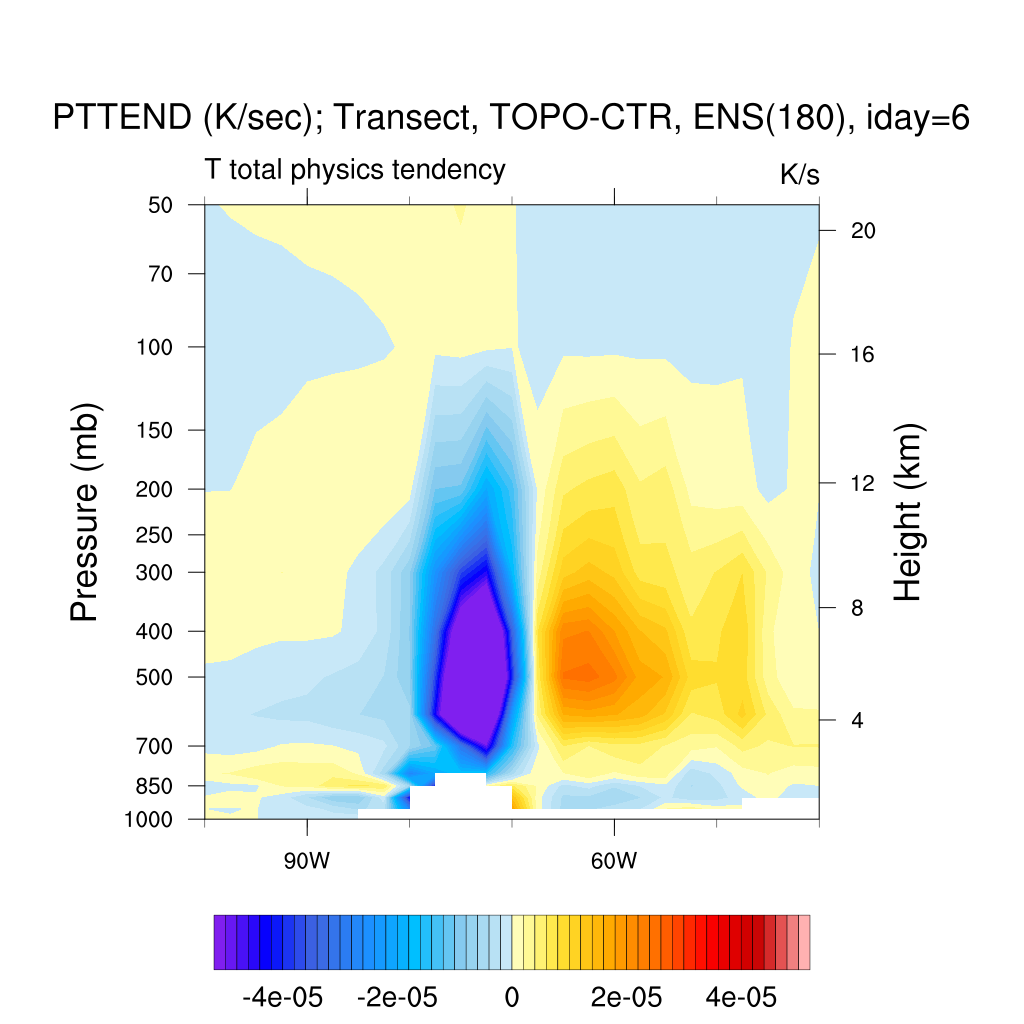 PTTEND (K/sec); Transect, TOPO-CTR, ENS(180), iday=6
T total physics tendency
K/s
50
70
100
150
200
250
300
400
500
700
850
1000
Pressure (mb)
20
16
12
8
4
Height (km)
90W
60W
-4e-05
-2e-05
0
2e-05
4e-05